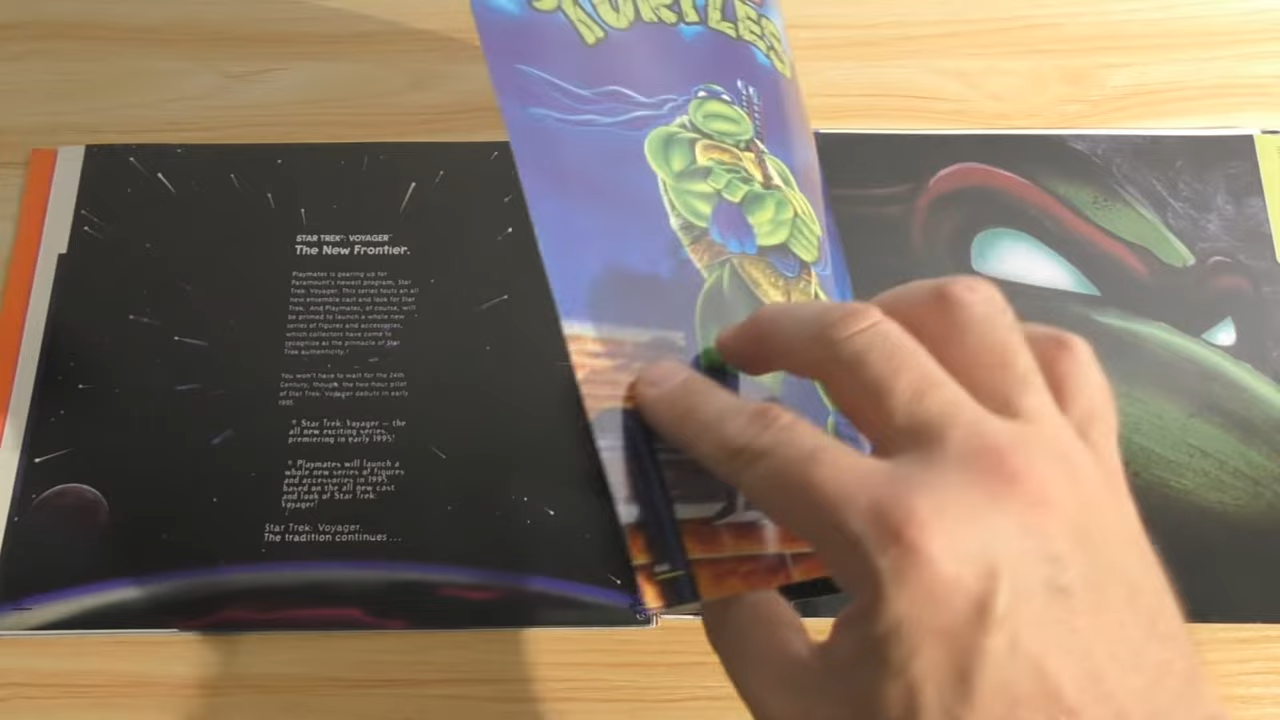 STAR TREK®: VOYAGER™
The New Frontier.
Playmates is gearing up for
Paramount's newest program, Star
Trek: Voyager. This series touts an all
new ensemble cast and look for Star
Trek. And Playmates, of course, will
be primed to launch a whole new
series of figures and accessories,
which collectors have come to
recognize as the pinnacle of Star
Trek authenticity.
You won't have to wait for the 24th
Century, though, the two-hour pilot
of Star Trek: Voyager debuts in early
1995.
* Star Trek: Voyager — the
all new exciting series,
premiering in early 1995!
* Playmates will launch a
whole new series of figures
and accessories in 1995,
based on the all new cast
and look of Star Trek:
Voyager!
Star Trek: Voyager.
The tradition continues...
TURTLES